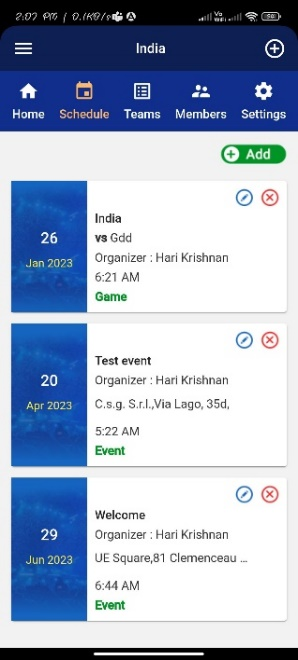 2:07 PM | 0.1KB/s
India
Home Schedule Teams Members Settings
Add
26
Jan 2023
India
vs Gdd
Organizer : Hari Krishnan
6:21 AM
Game
20
Apr 2023
Test event
Organizer : Hari Krishnan
C.s.g. S.r.l.,Via Lago, 35d,
5:22 AM
Event
29
Jun 2023
Welcome
Organizer : Hari Krishnan
UE Square,81 Clemenceau ...
6:44 AM
Event